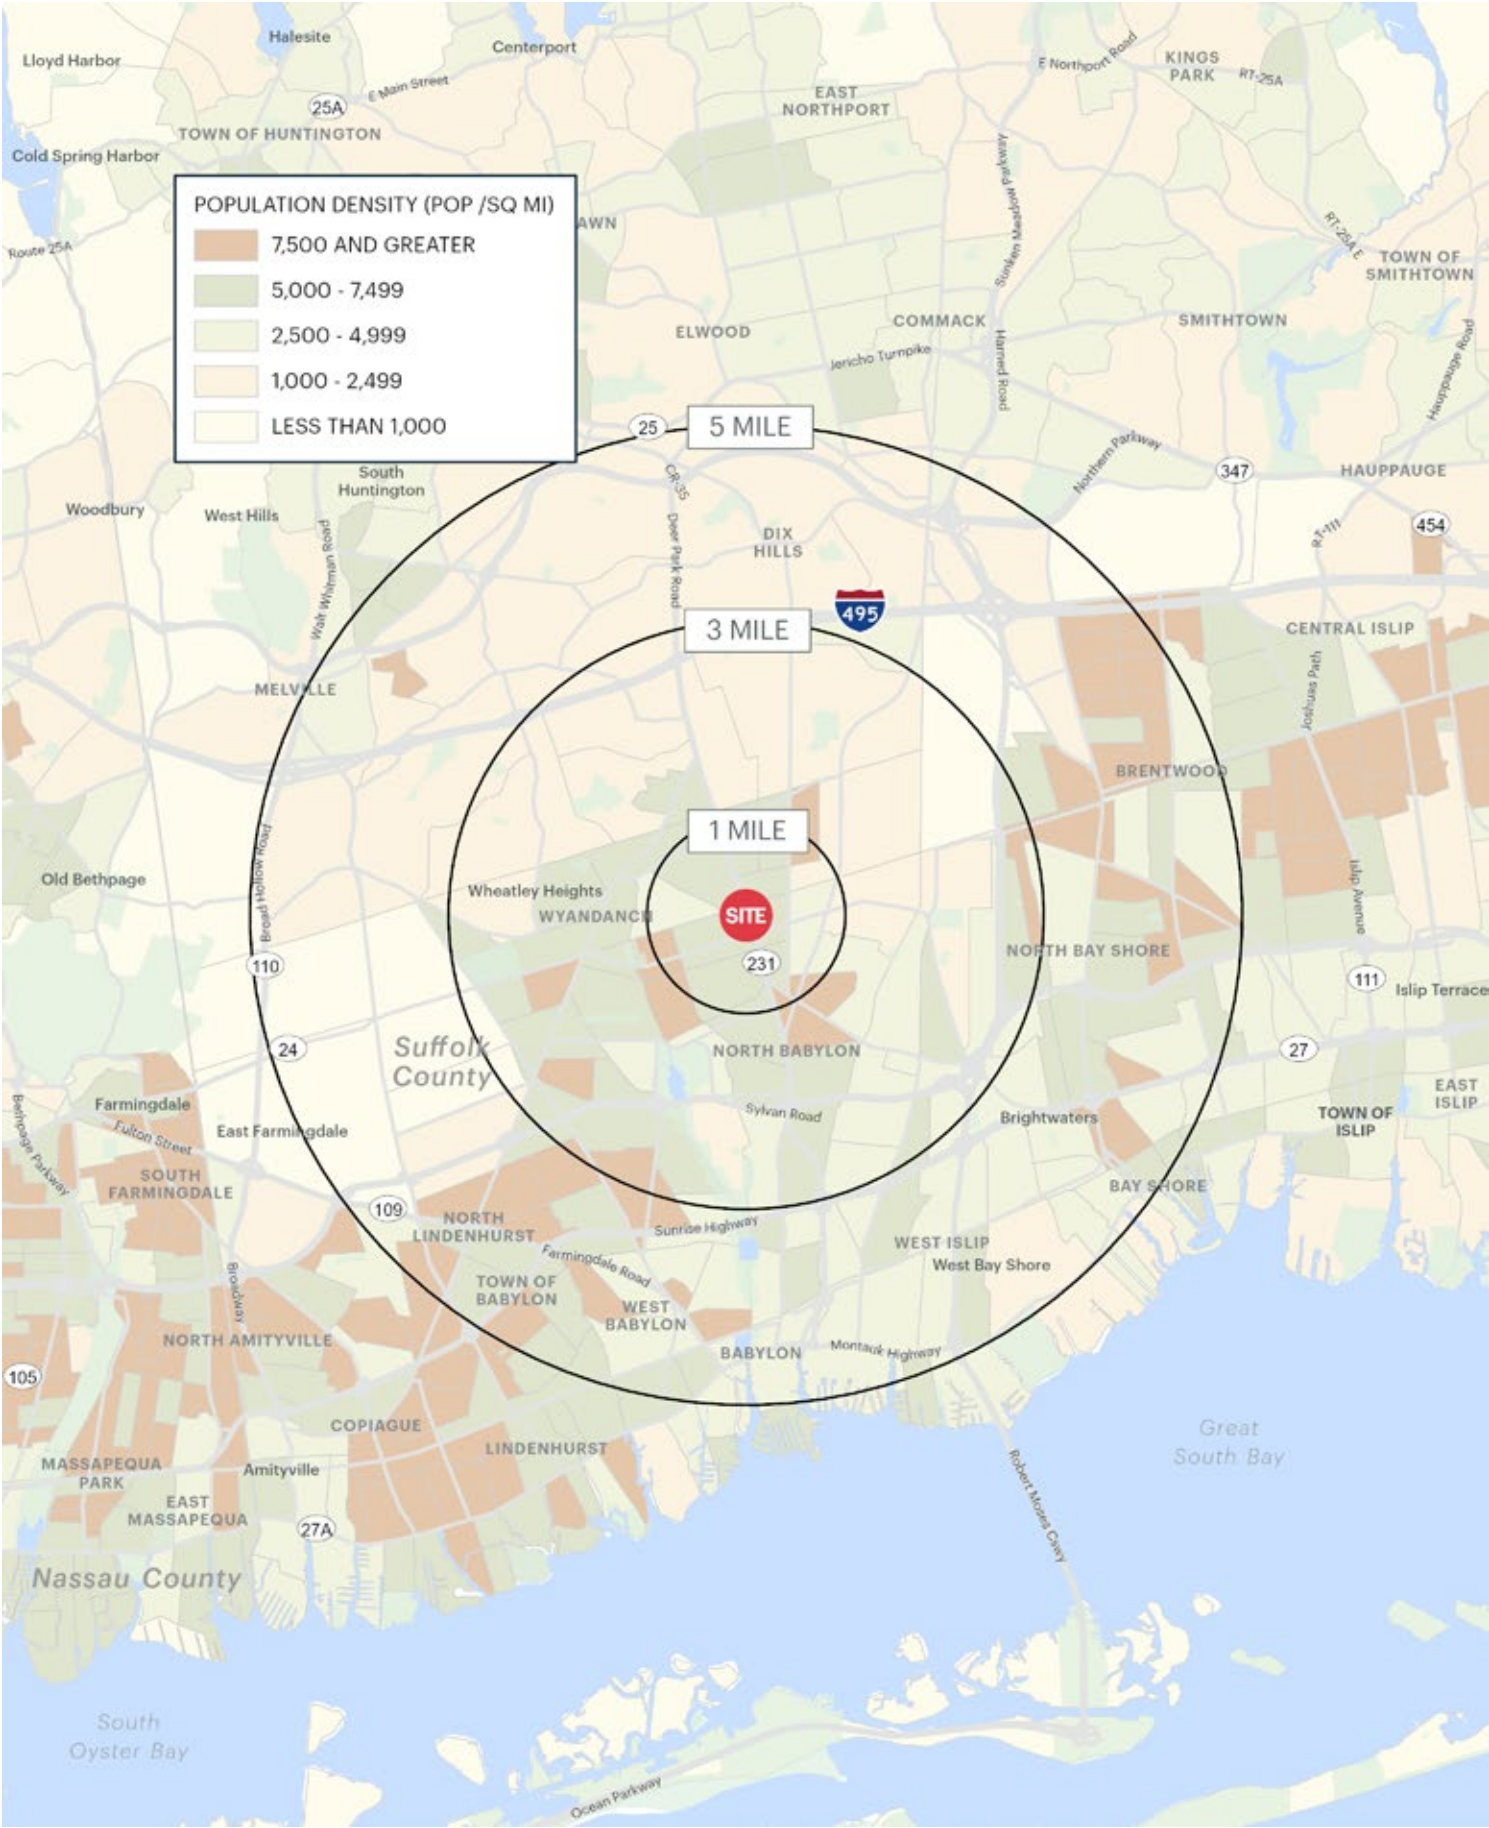 Halesite
Lloyd Harbor
Centerport
E Northport Road
KINGS
PARK
RT-25A
E Main Street
25A
EAST
NORTHPORT
TOWN OF HUNTINGTON
Cold Spring Harbor
Sunken Meadow Parkway
POPULATION DENSITY (POP /SQ MI)
7,500 AND GREATER
5,000 - 7,499
2,500 - 4,999
1,000 - 2,499
LESS THAN 1,000
AWN
Route 25A
RT-25A E
TOWN OF
SMITHTOWN
ELWOOD
COMMACK
SMITHTOWN
Jericho Turnpike
Harned Road
Hauppauge Road
25
5 MILE
Northern Parkway
347
HAUPPAUGE
South
Huntington
CR-35
Woodbury
West Hills
Walt Whitman Road
Deer Park Road
DIX
HILLS
RT-111
454
495
3 MILE
CENTRAL ISLIP
MELVILLE
Joshuas Path
BRENTWOOD
1 MILE
Broad Hollow Road
Old Bethpage
Wheatley Heights
WYANDANCH
SITE
Islip Avenue
231
NORTH BAY SHORE
110
111
Islip Terrace
Suffolk
County
24
NORTH BABYLON
27
EAST
ISLIP
Bethpage Parkway
Farmingdale
Fulton Street
East Farmingdale
Sylvan Road
Brightwaters
TOWN OF
ISLIP
SOUTH
FARMINGDALE
BAY SHORE
109
NORTH
LINDENHURST
Sunrise Highway
WEST ISLIP
West Bay Shore
Farmingdale Road
Broadway
TOWN OF
BABYLON
WEST
BABYLON
NORTH AMITYVILLE
BABYLON
Montauk Highway
105
COPIAGUE
LINDENHURST
Great
South Bay
MASSAPEQUA
PARK
Amityville
EAST
MASSAPEQUA
27A
Robert Moses Cswy
Nassau County
South
Oyster Bay
Ocean Parkway